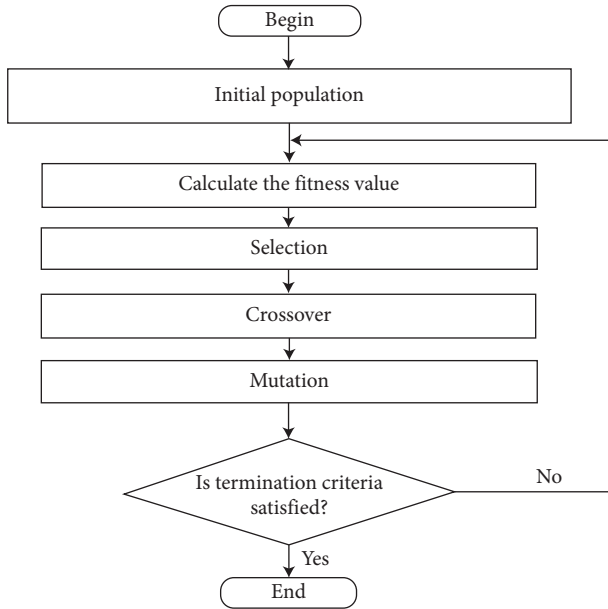 Begin
Initial population
Calculate the fitness value
Selection
Crossover
Mutation
Is termination criteria
satisfied?
No
Yes
End